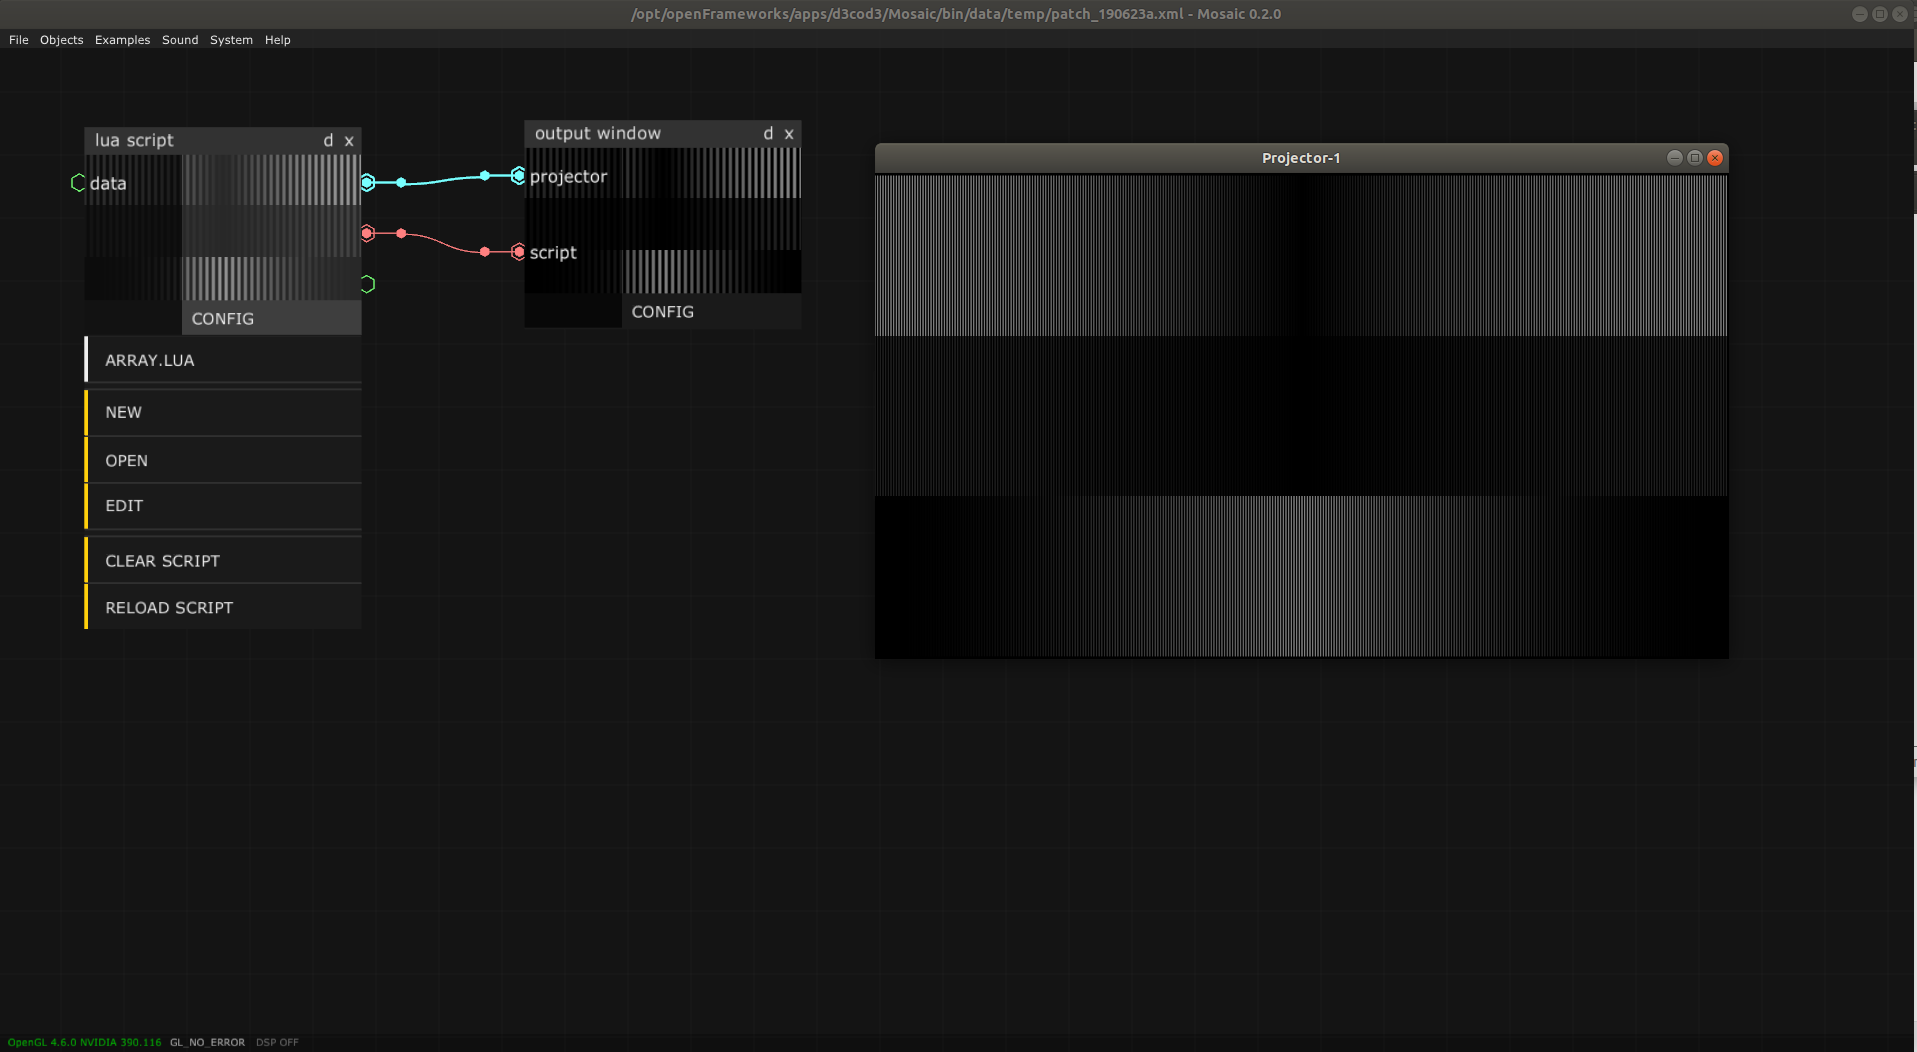 /opt/openFrameworks/apps/d3cod3/Mosaic/bin/data/temp/patch_190623a.xml - Mosaic 0.2.0
File Objects Examples Sound System Help
lua script d x
data
CONFIG
ARRAY.LUA
NEW
OPEN
EDIT
CLEAR SCRIPT
RELOAD SCRIPT
output window d x
projector
script
CONFIG
Projector-1
OpenGL 4.6.0 NVIDIA 390.116 GL_NO_ERROR DSP OFF